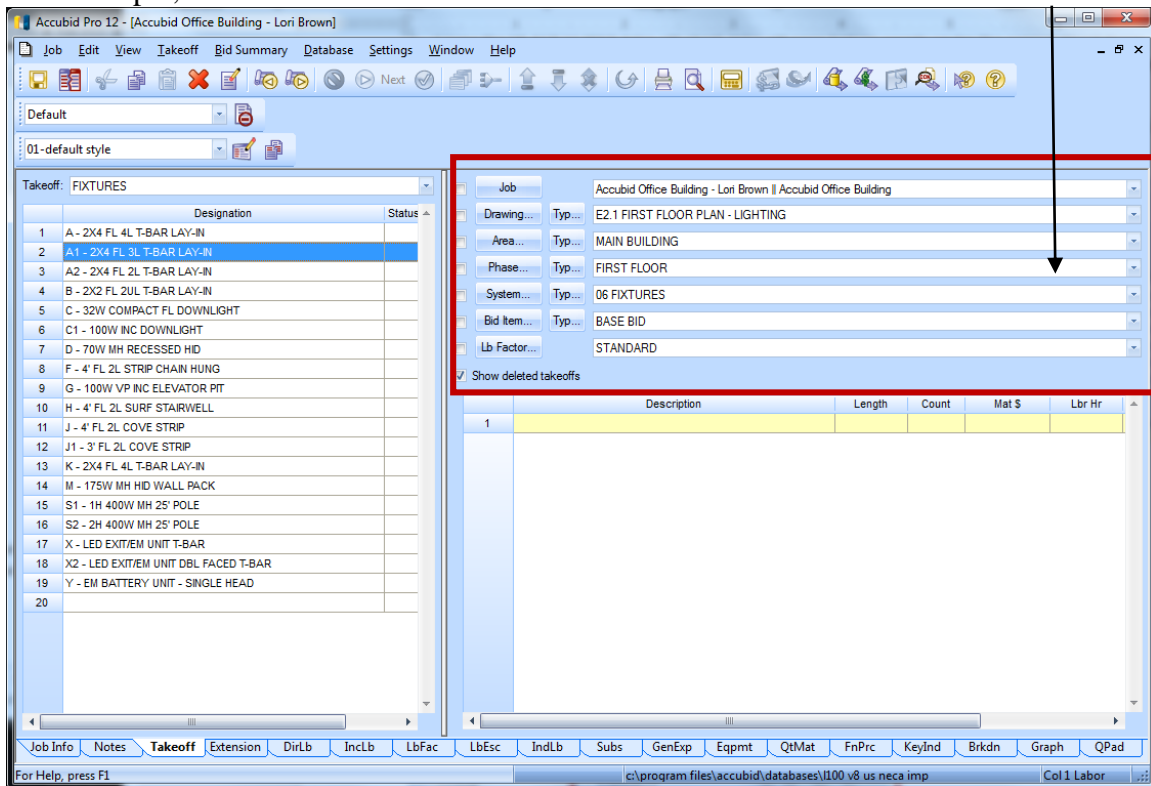 Accubid Pro 12 - [Accubid Office Building - Lori Brown]
Job Edit View Takeoff Bid Summary Database Settings Window Help
Next
Default
01-default style
Takeoff: FIXTURES
Designation Status
1 A - 2X4 FL 4L T-BAR LAY-IN
2 A1 - 2X4 FL 3L T-BAR LAY-IN
3 A2 - 2X4 FL 2L T-BAR LAY-IN
4 B - 2X2 FL 2UL T-BAR LAY-IN
5 C - 32W COMPACT FL DOWNLIGHT
6 C1 - 100W INC DOWNLIGHT
7 D - 70W MH RECESSED HID
8 F - 4' FL 2L STRIP CHAIN HUNG
9 G - 100W VP INC ELEVATOR PIT
10 H - 4' FL 2L SURF STAIRWELL
11 J - 4' FL 2L COVE STRIP
12 J1 - 3' FL 2L COVE STRIP
13 K - 2X4 FL 4L T-BAR LAY-IN
14 M - 175W MH HID WALL PACK
15 S1 - 1H 400W MH 25' POLE
16 S2 - 2H 400W MH 25' POLE
17 X - LED EXIT/EM UNIT T-BAR
18 X2 - LED EXIT/EM UNIT DBL FACED T-BAR
19 Y - EM BATTERY UNIT - SINGLE HEAD
20
Job Accubid Office Building - Lori Brown || Accubid Office Building
Drawing... Typ... E2.1 FIRST FLOOR PLAN - LIGHTING
Area... Typ... MAIN BUILDING
Phase... Typ... FIRST FLOOR
System... Typ... 06 FIXTURES
Bid Item... Typ... BASE BID
Lb Factor... STANDARD
Show deleted takeoffs
Description Length Count Mat $ Lbr Hr
1
Job Info Notes Takeoff Extension DirLb IncLb LbFac LbEsc IndLb Subs GenExp Eqpmt QtMat FnPrc KeyInd Brkdn Graph QPad
For Help, press F1 c:\program files\accubid\databases\l100 v8 us neca imp Col 1 Labor